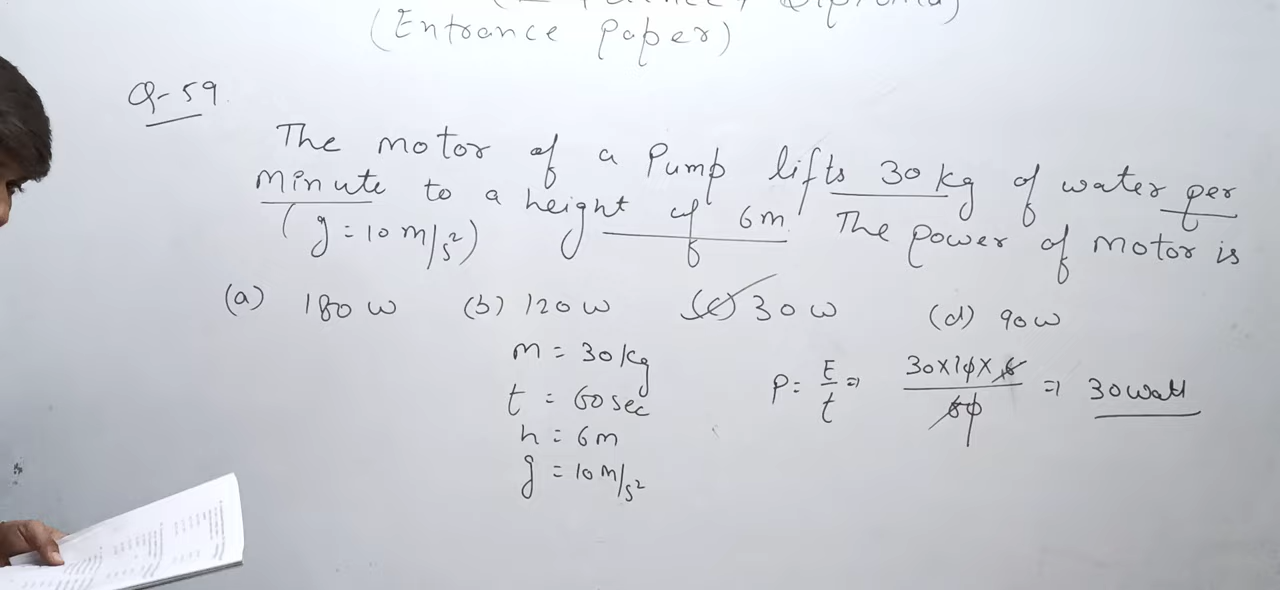 (Entrance Paper)
Q-59.
The motor of a Pump lifts 30 kg of water per
minute to a height of 6m. The power of motor is
(g = 10 m/s²)
(a) 180 w (b) 120 w (c) 30 w (d) 90 w
m = 30 kg
t = 60 sec
h = 6m
g = 10 m/s²
P = E/t ⇒ 30×10×6/60 ⇒ 30 watt